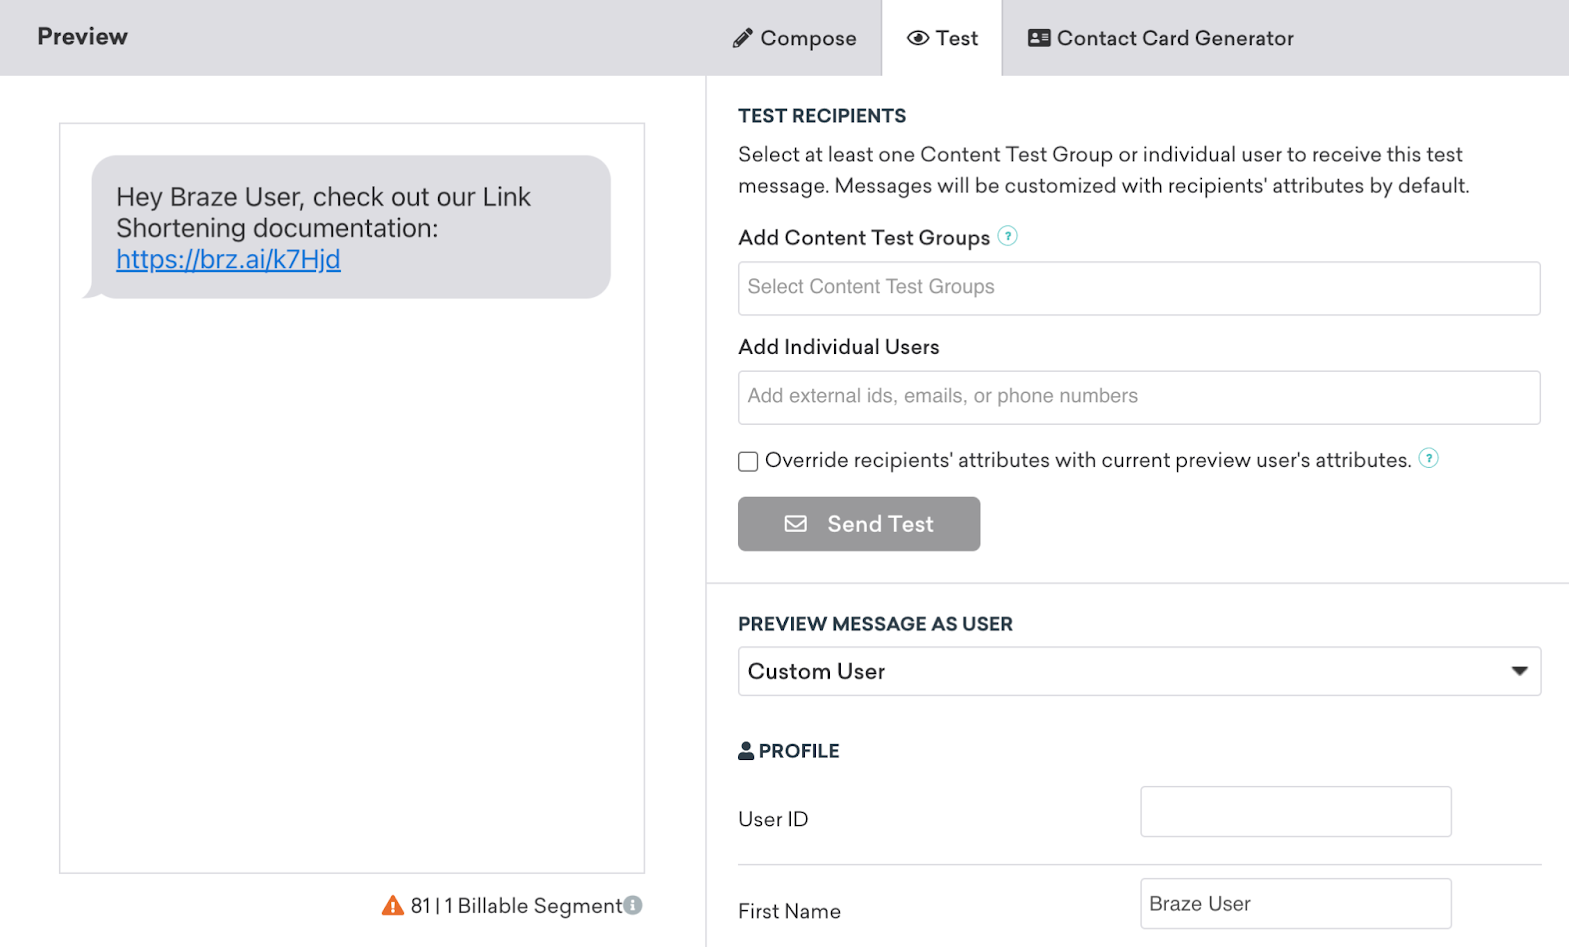 Preview
Compose
Test
Contact Card Generator
Hey Braze User, check out our Link
Shortening documentation:
https://brz.ai/k7Hjd
81 | 1 Billable Segment
TEST RECIPIENTS
Select at least one Content Test Group or individual user to receive this test
message. Messages will be customized with recipients' attributes by default.
Add Content Test Groups ?
Select Content Test Groups
Add Individual Users
Add external ids, emails, or phone numbers
Override recipients' attributes with current preview user's attributes. ?
Send Test
PREVIEW MESSAGE AS USER
Custom User
PROFILE
User ID
First Name
Braze User